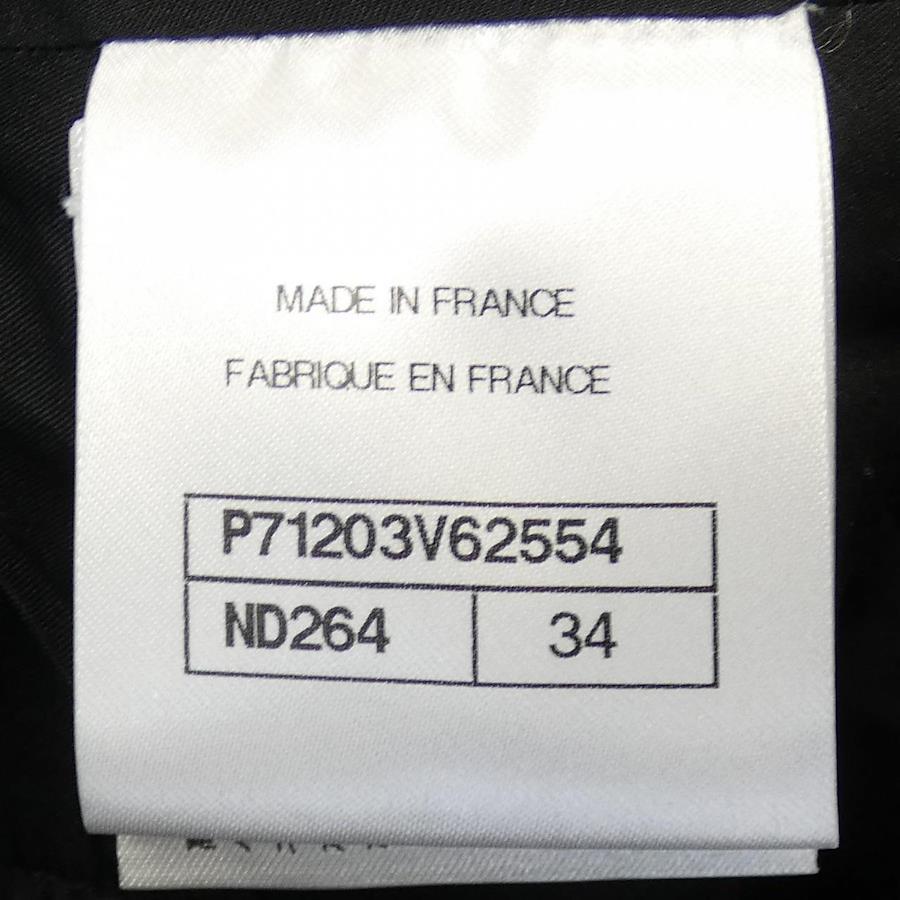 MADE IN FRANCE
FABRIQUE EN FRANCE
P71203V62554
ND264 34